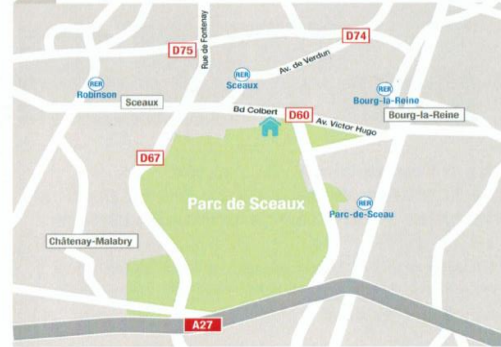 D74
Rue de Fontenay
D75
Av. de Verdun
RER
Sceaux
RER
Robinson
RER
Bourg-la-Reine
Sceaux
Bd Colbert
D60
Av. Victor Hugo
Bourg-la-Reine
D67
Parc de Sceaux
RER
Parc-de-Sceau
Châtenay-Malabry
A27